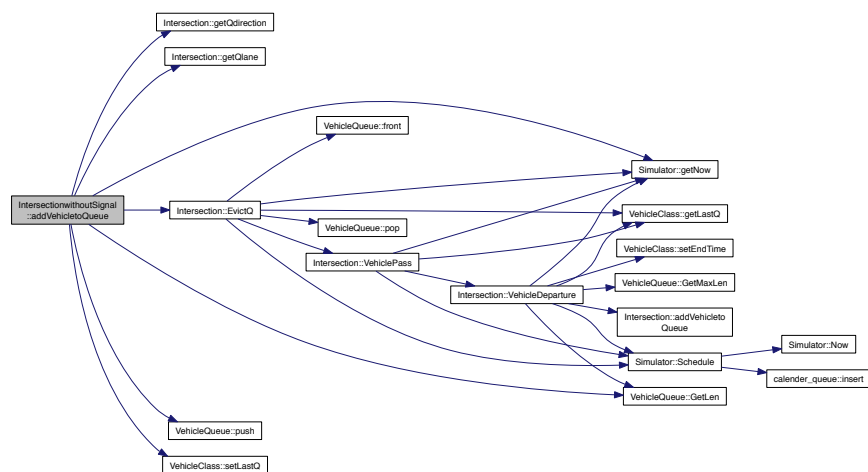 Intersection::getQdirection
Intersection::getQlane
VehicleQueue::front
Simulator::getNow
IntersectionwithoutSignal
::addVehicletoQueue
Intersection::EvictQ
VehicleClass::getLastQ
VehicleQueue::pop
VehicleClass::setEndTime
Intersection::VehiclePass
VehicleQueue::GetMaxLen
Intersection::VehicleDeparture
Intersection::addVehicleto
Queue
Simulator::Now
Simulator::Schedule
calender_queue::insert
VehicleQueue::GetLen
VehicleQueue::push
VehicleClass::setLastQ